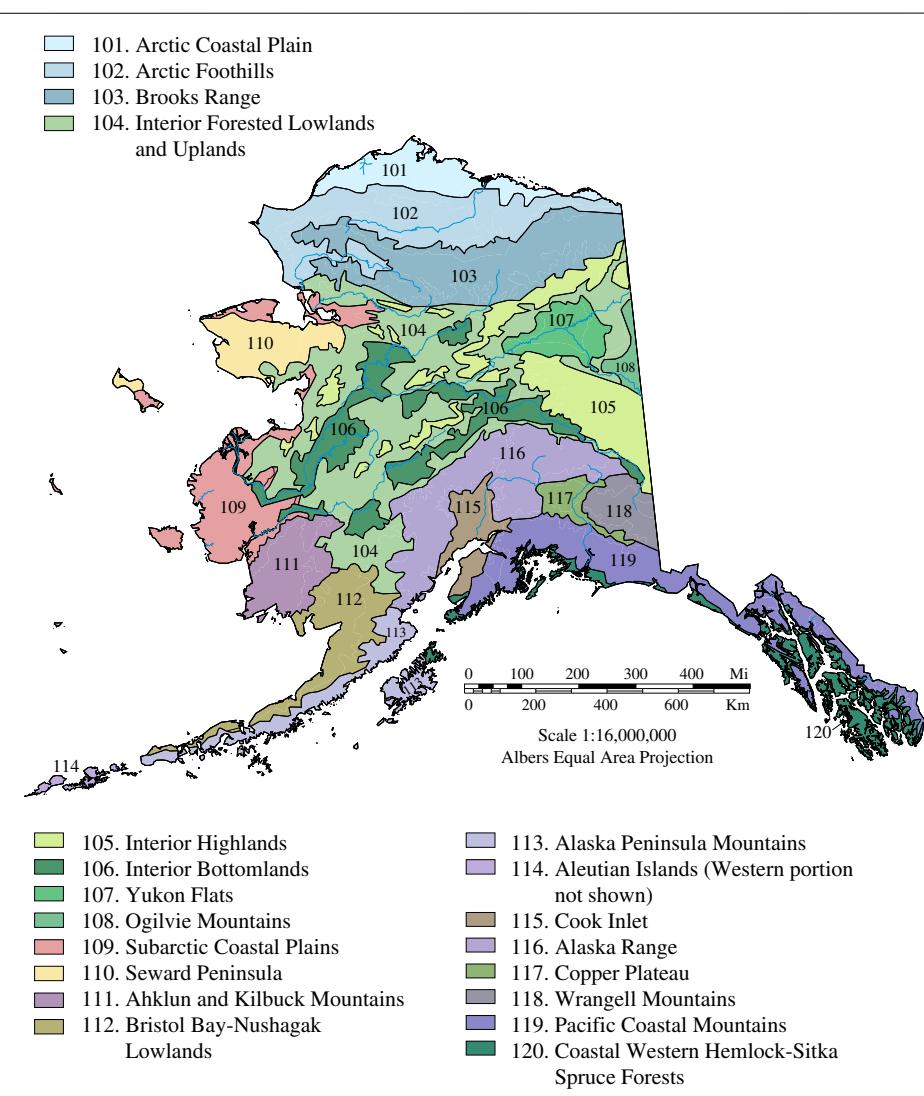 101. Arctic Coastal Plain
102. Arctic Foothills
103. Brooks Range
104. Interior Forested Lowlands
and Uplands
101
102
103
104
107
110
108
105
106
106
116
109
115
117
118
104
111
119
112
113
0 100 200 300 400 Mi
0 200 400 600 Km
Scale 1:16,000,000
Albers Equal Area Projection
120
114
105. Interior Highlands
106. Interior Bottomlands
107. Yukon Flats
108. Ogilvie Mountains
109. Subarctic Coastal Plains
110. Seward Peninsula
111. Ahklun and Kilbuck Mountains
112. Bristol Bay-Nushagak
Lowlands
113. Alaska Peninsula Mountains
114. Aleutian Islands (Western portion
not shown)
115. Cook Inlet
116. Alaska Range
117. Copper Plateau
118. Wrangell Mountains
119. Pacific Coastal Mountains
120. Coastal Western Hemlock-Sitka
Spruce Forests